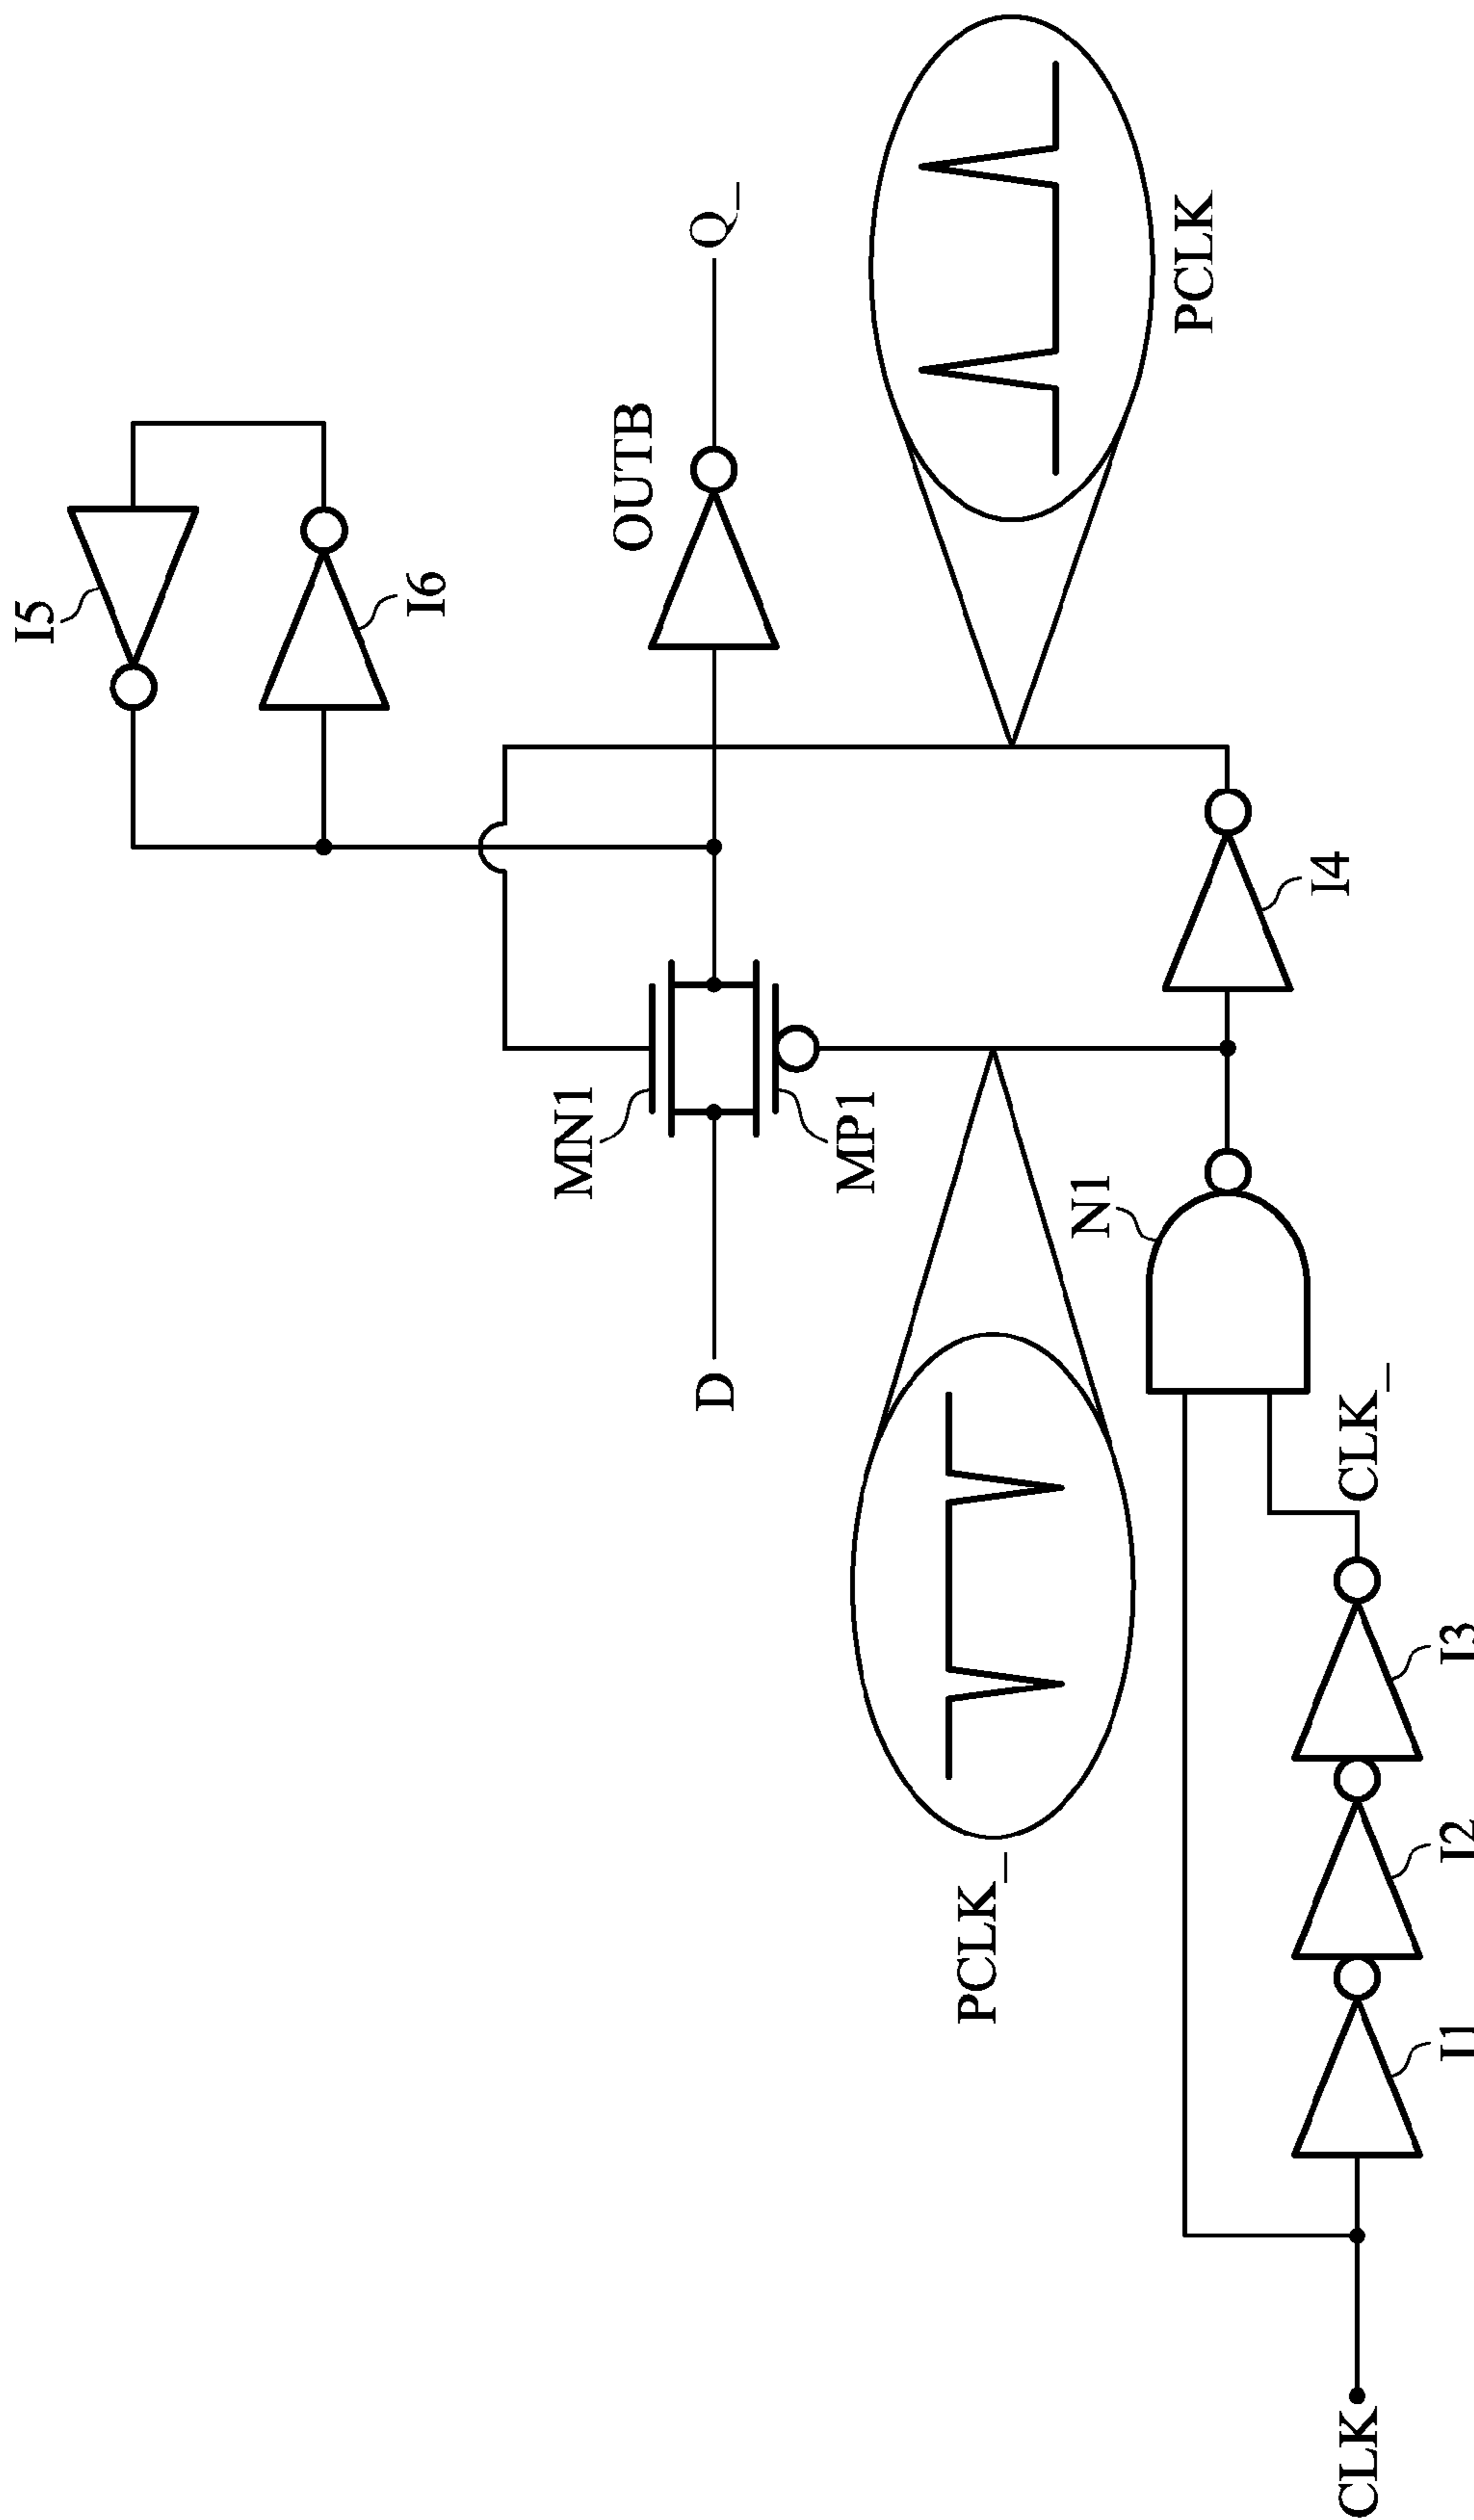 I5
I6
OUTB
Q_
MN1
D
MP1
PCLK_
PCLK
N1
I4
CLK_
CLK
I1
I2
I3